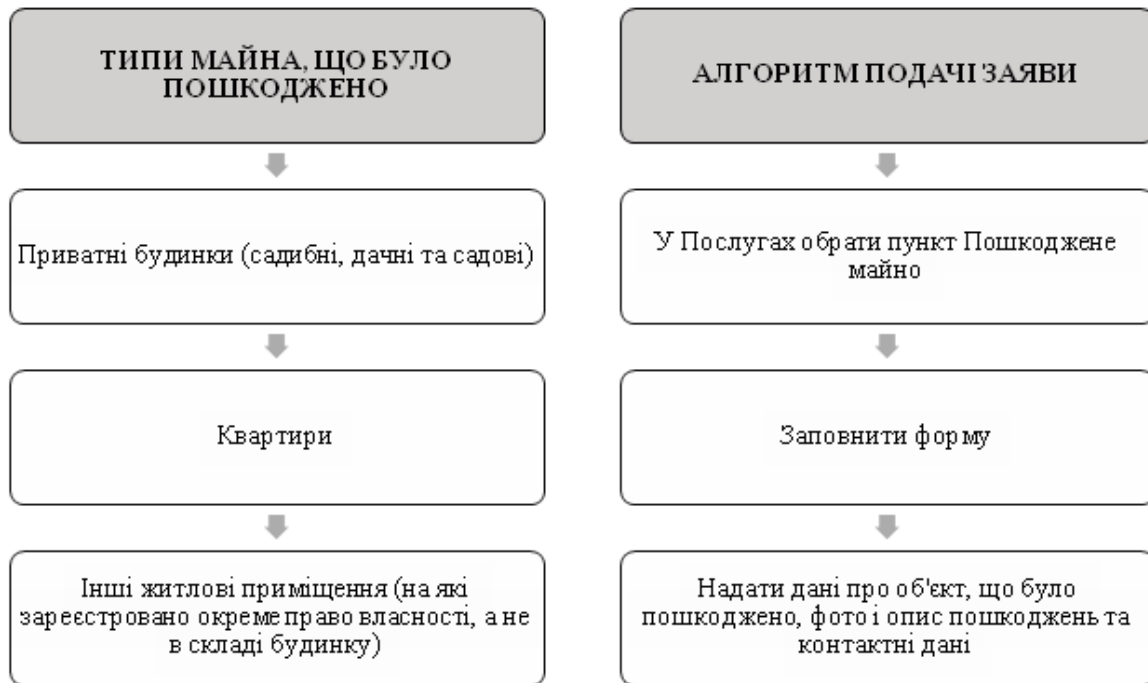 ТИПИ МАЙНА, ЩО БУЛО
ПОШКОДЖЕНО
Приватні будинки (садибні, дачні та садові)
Квартири
Інші житлові приміщення (на які
зареєстровано окреме право власності, а не
в складі будинку)
АЛГОРИТМ ПОДАЧІ ЗАЯВИ
У Послугах обрати пункт Пошкоджене
майно
Заповнити форму
Надати дані про об'єкт, що було
пошкоджено, фото і опис пошкоджень та
контактні дані